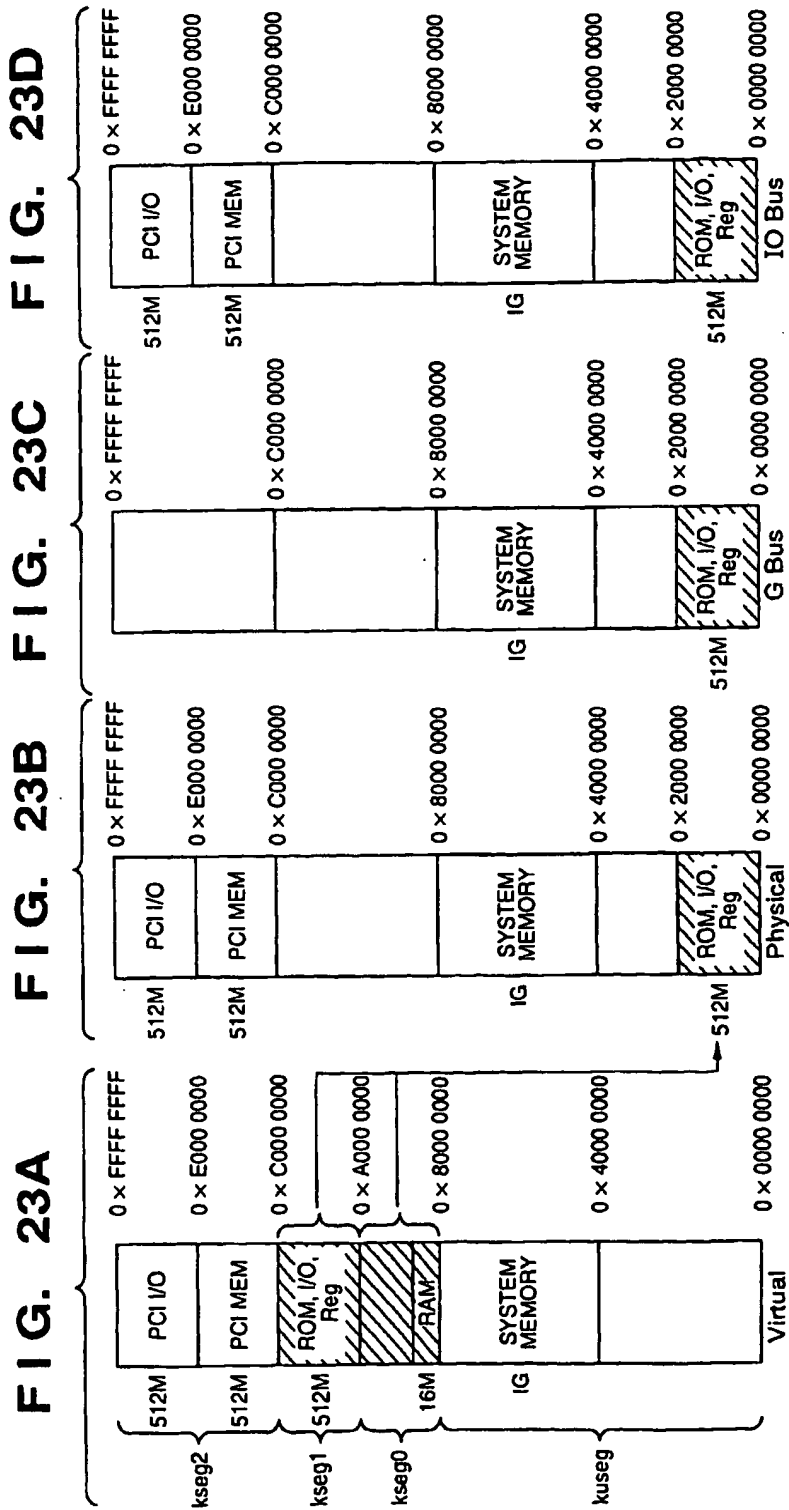 FIG. 23A
0 × FFFF FFFF
PCI I/O
512M
0 × E000 0000
PCI MEM
512M
kseg2
0 × C000 0000
ROM, I/O,
Reg
512M
kseg1
0 × A000 0000
RAM
16M
kseg0
0 × 8000 0000
SYSTEM
MEMORY
IG
0 × 4000 0000
kuseg
0 × 0000 0000
Virtual
FIG. 23B
0 × FFFF FFFF
PCI I/O
512M
0 × E000 0000
PCI MEM
512M
0 × C000 0000
0 × 8000 0000
SYSTEM
MEMORY
IG
0 × 4000 0000
0 × 2000 0000
ROM, I/O,
Reg
512M
0 × 0000 0000
Physical
FIG. 23C
0 × FFFF FFFF
0 × C000 0000
0 × 8000 0000
SYSTEM
MEMORY
IG
0 × 4000 0000
0 × 2000 0000
ROM, I/O,
Reg
512M
0 × 0000 0000
G Bus
FIG. 23D
0 × FFFF FFFF
PCI I/O
512M
0 × E000 0000
PCI MEM
512M
0 × C000 0000
0 × 8000 0000
SYSTEM
MEMORY
IG
0 × 4000 0000
0 × 2000 0000
ROM, I/O,
Reg
512M
0 × 0000 0000
IO Bus